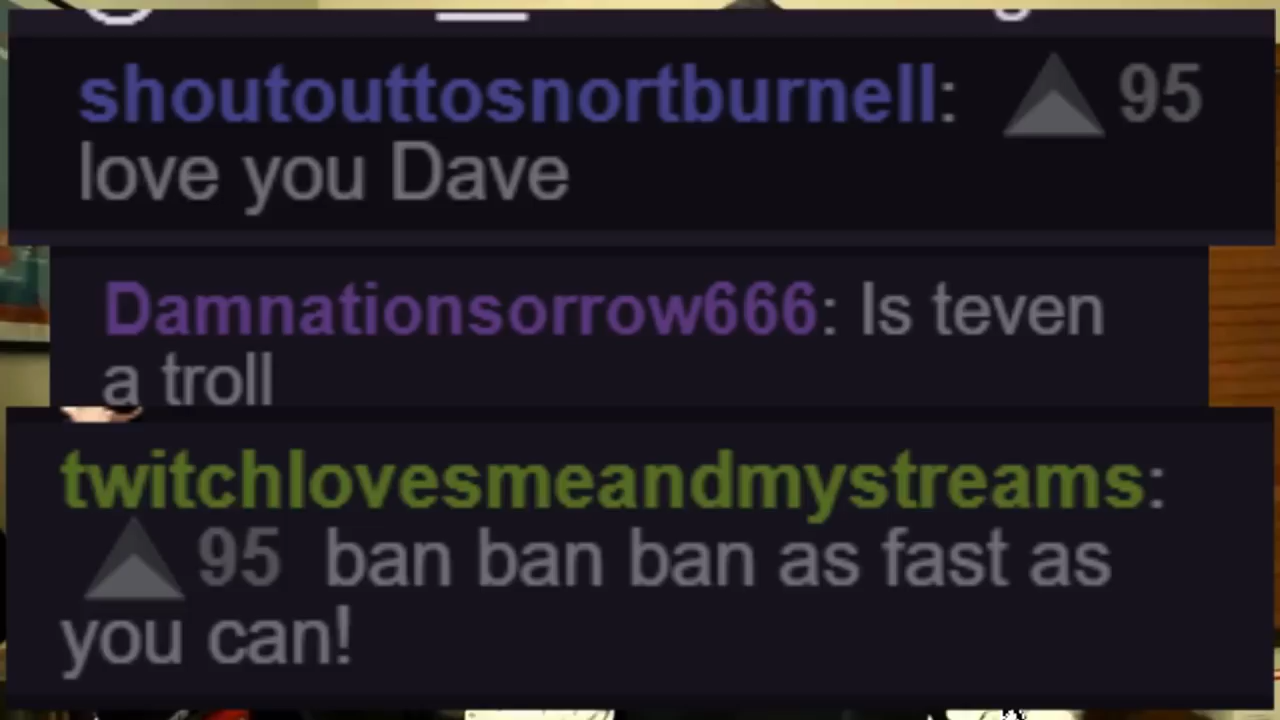 shoutouttosnortburnell: 95
love you Dave
Damnationsorrow666: Is teven
a troll
twitchlovesmeandmystreams:
95 ban ban ban as fast as
you can!